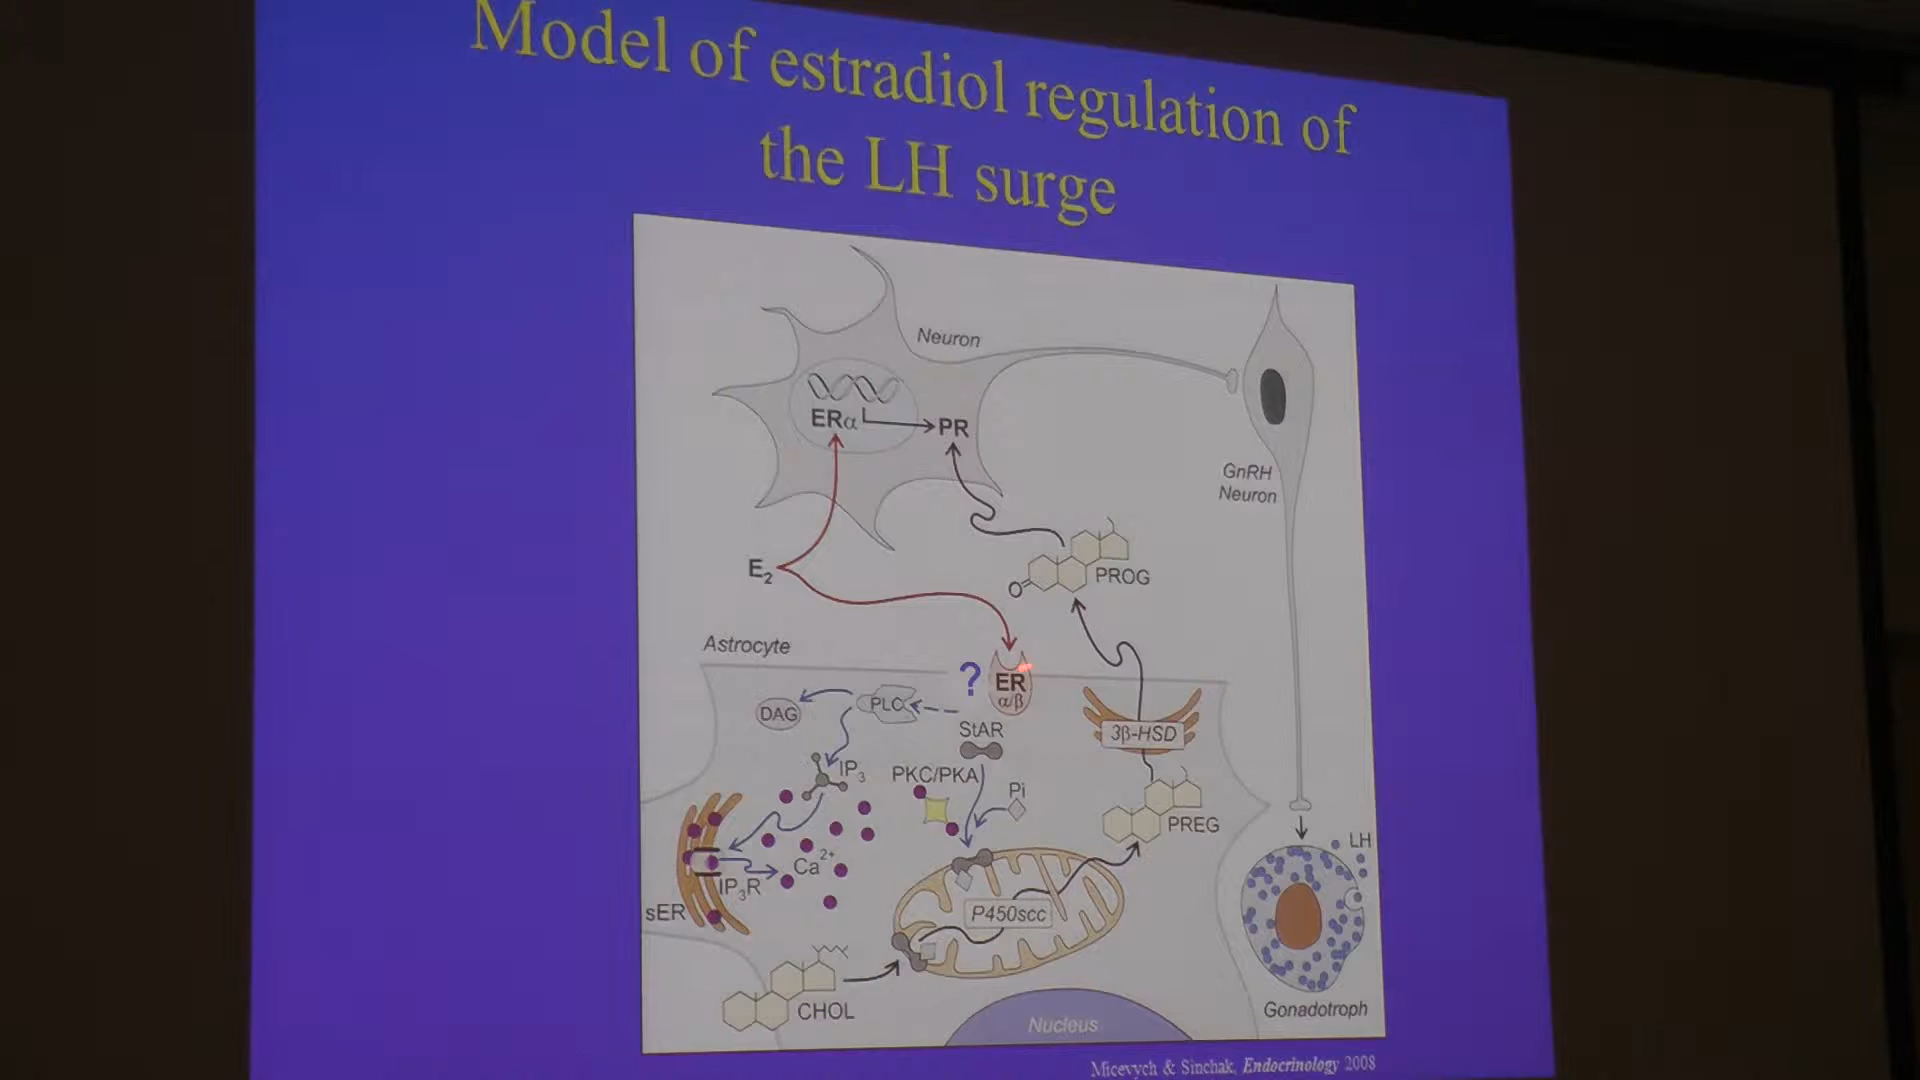 Model of estradiol regulation of
the LH surge
Neuron
ERα
PR
GnRH
Neuron
E2
PROG
O
Astrocyte
?
ER
α/β
DAG
PLC
StAR
3β-HSD
IP3
PKC/PKA
Pi
PREG
LH
Ca2+
IP3R
sER
P450scc
CHOL
Nucleus
Gonadotroph
Micevych & Sinchak, Endocrinology 2008